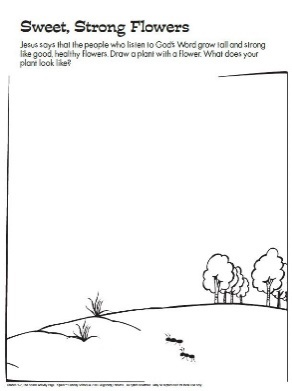 Sweet, Strong Flowers
Jesus says that the people who listen to God's Word grow tall and strong
like good, healthy flowers. Draw a plant with a flower. What does your
plant look like?